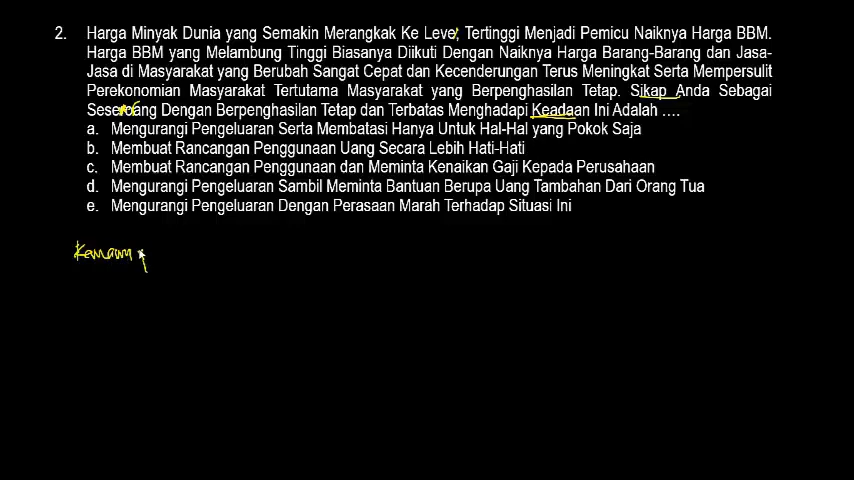 2. Harga Minyak Dunia yang Semakin Merangkak Ke Level Tertinggi Menjadi Pemicu Naiknya Harga BBM.
Harga BBM yang Melambung Tinggi Biasanya Diikuti Dengan Naiknya Harga Barang-Barang dan Jasa-
Jasa di Masyarakat yang Berubah Sangat Cepat dan Kecenderungan Terus Meningkat Serta Mempersulit
Perekonomian Masyarakat Tertutama Masyarakat yang Berpenghasilan Tetap. Sikap Anda Sebagai
Seseroang Dengan Berpenghasilan Tetap dan Terbatas Menghadapi Keadaan Ini Adalah ....
a. Mengurangi Pengeluaran Serta Membatasi Hanya Untuk Hal-Hal yang Pokok Saja
b. Membuat Rancangan Penggunaan Uang Secara Lebih Hati-Hati
c. Membuat Rancangan Penggunaan dan Meminta Kenaikan Gaji Kepada Perusahaan
d. Mengurangi Pengeluaran Sambil Meminta Bantuan Berupa Uang Tambahan Dari Orang Tua
e. Mengurangi Pengeluaran Dengan Perasaan Marah Terhadap Situasi Ini